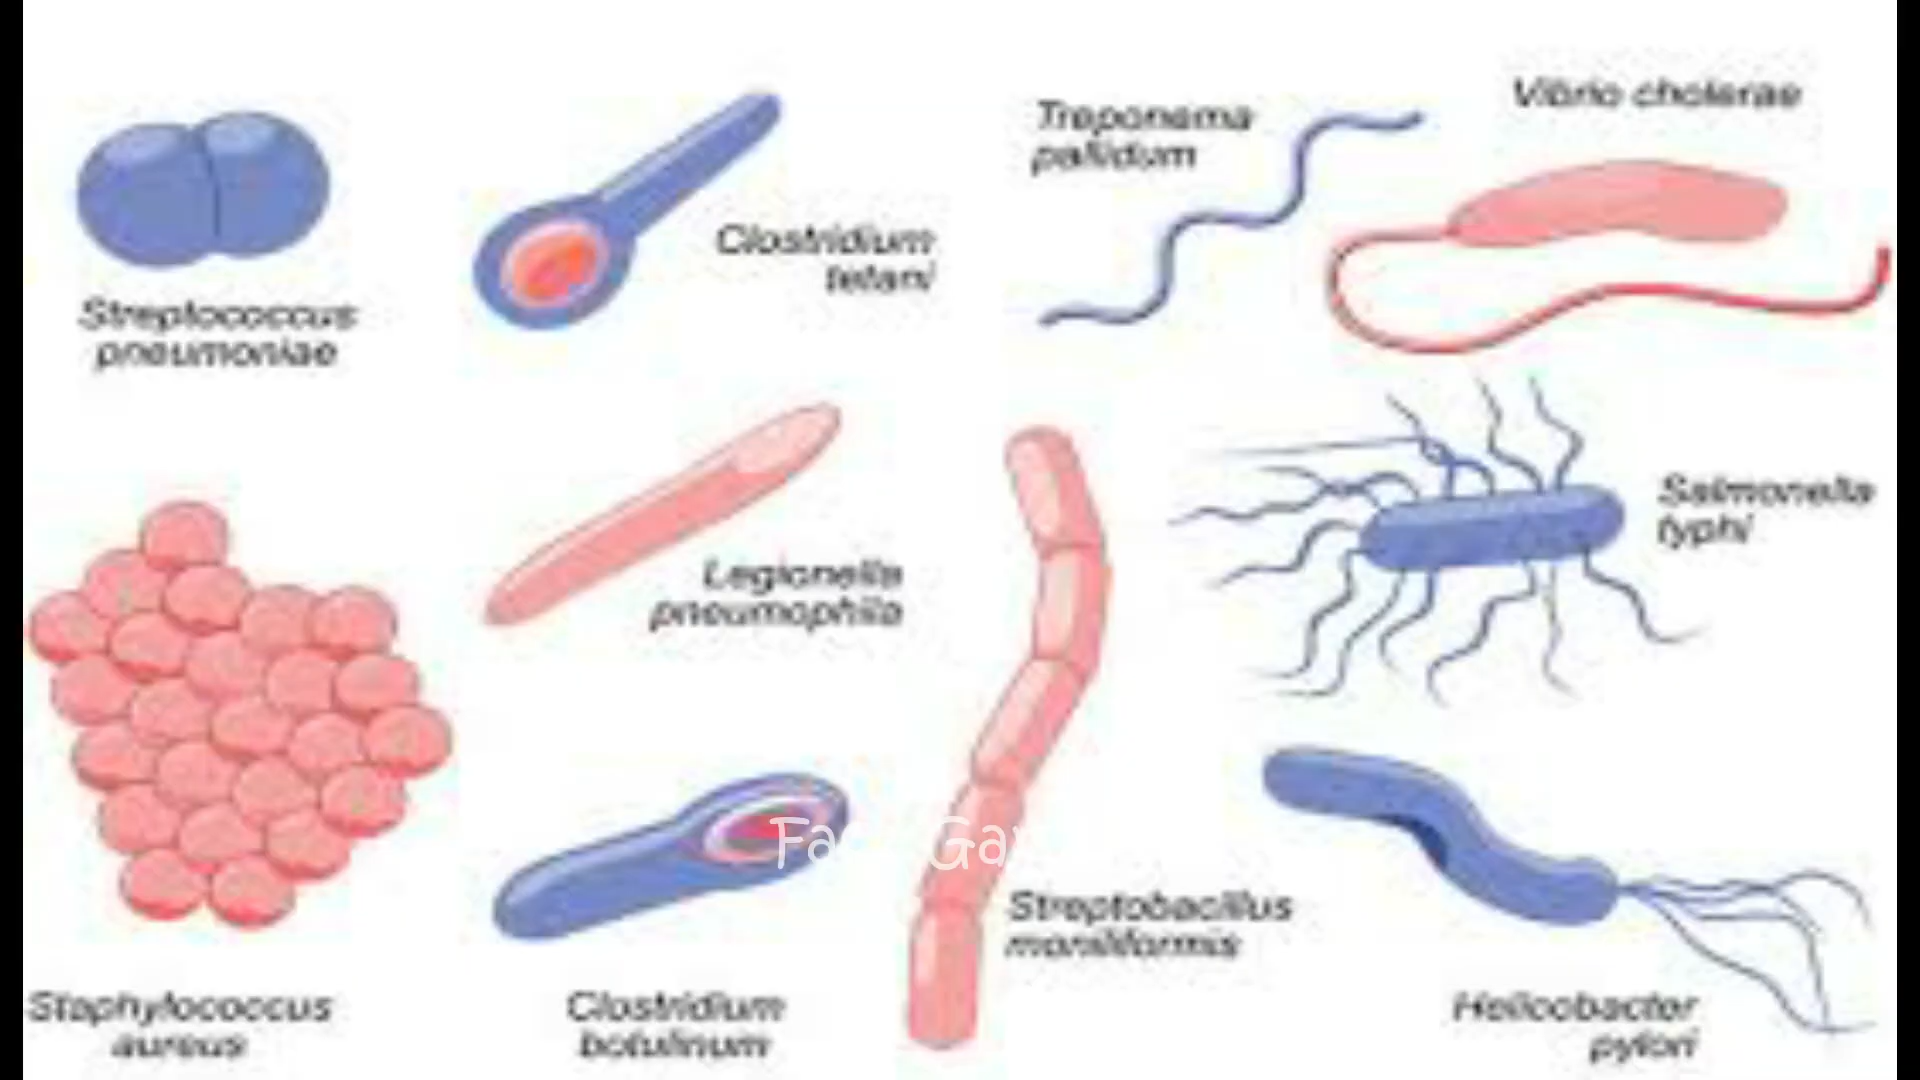 Vibrio cholerae
Treponema
pallidum
Clostridium
tetani
Streptococcus
pneumoniae
Salmonella
typhi
Legionella
pneumophila
Streptobacillus
moniliformis
Staphylococcus
aureus
Clostridium
botulinum
Helicobacter
pylori